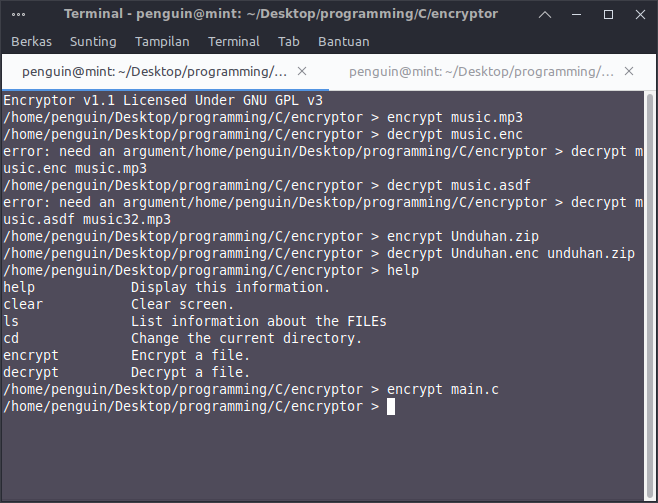 Terminal - penguin@mint: ~/Desktop/programming/C/encryptor
Berkas Sunting Tampilan Terminal Tab Bantuan
penguin@mint: ~/Desktop/programming/... penguin@mint: ~/Desktop/programming/C/...
Encryptor v1.1 Licensed Under GNU GPL v3
/home/penguin/Desktop/programming/C/encryptor > encrypt music.mp3
/home/penguin/Desktop/programming/C/encryptor > decrypt music.enc
error: need an argument/home/penguin/Desktop/programming/C/encryptor > decrypt m
usic.enc music.mp3
/home/penguin/Desktop/programming/C/encryptor > decrypt music.asdf
error: need an argument/home/penguin/Desktop/programming/C/encryptor > decrypt m
usic.asdf music32.mp3
/home/penguin/Desktop/programming/C/encryptor > encrypt Unduhan.zip
/home/penguin/Desktop/programming/C/encryptor > decrypt Unduhan.enc unduhan.zip
/home/penguin/Desktop/programming/C/encryptor > help
help            Display this information.
clear           Clear screen.
ls              List information about the FILEs
cd              Change the current directory.
encrypt         Encrypt a file.
decrypt         Decrypt a file.
/home/penguin/Desktop/programming/C/encryptor > encrypt main.c
/home/penguin/Desktop/programming/C/encryptor >